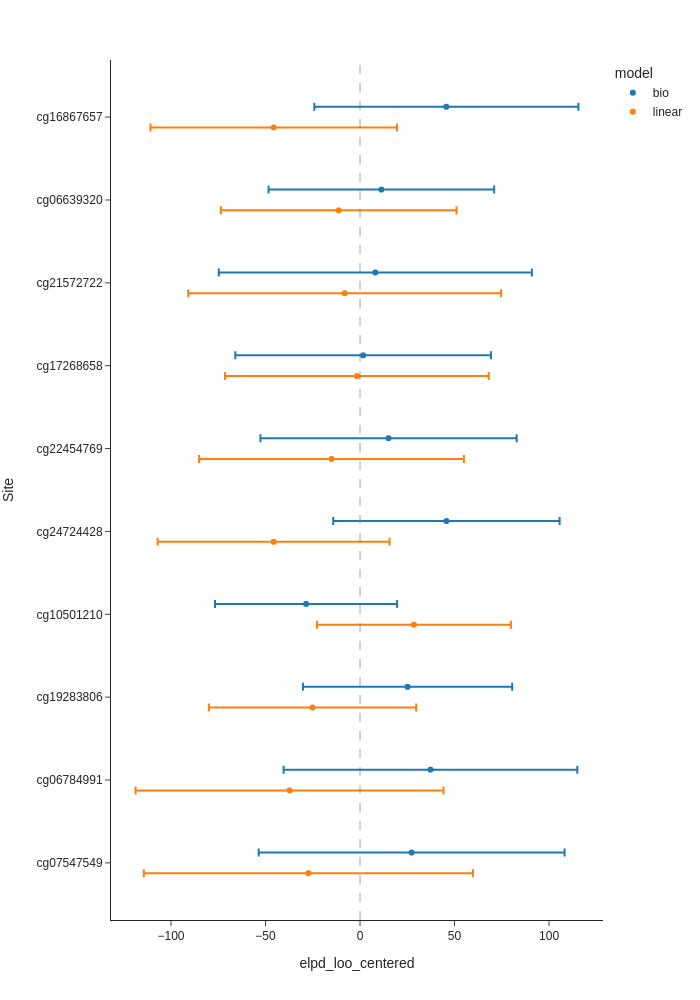 model
bio
linear
cg16867657
cg06639320
cg21572722
cg17268658
cg22454769
cg24724428
cg10501210
cg19283806
cg06784991
cg07547549
Site
−100
−50
0
50
100
elpd_loo_centered